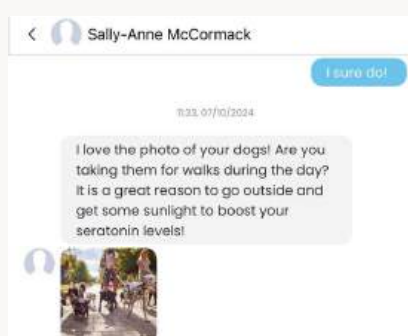 Sally-Anne McCormack
I sure do!
11:33, 07/10/2024
I love the photo of your dogs! Are you
taking them for walks during the day?
It is a great reason to go outside and
get some sunlight to boost your
seratonin levels!